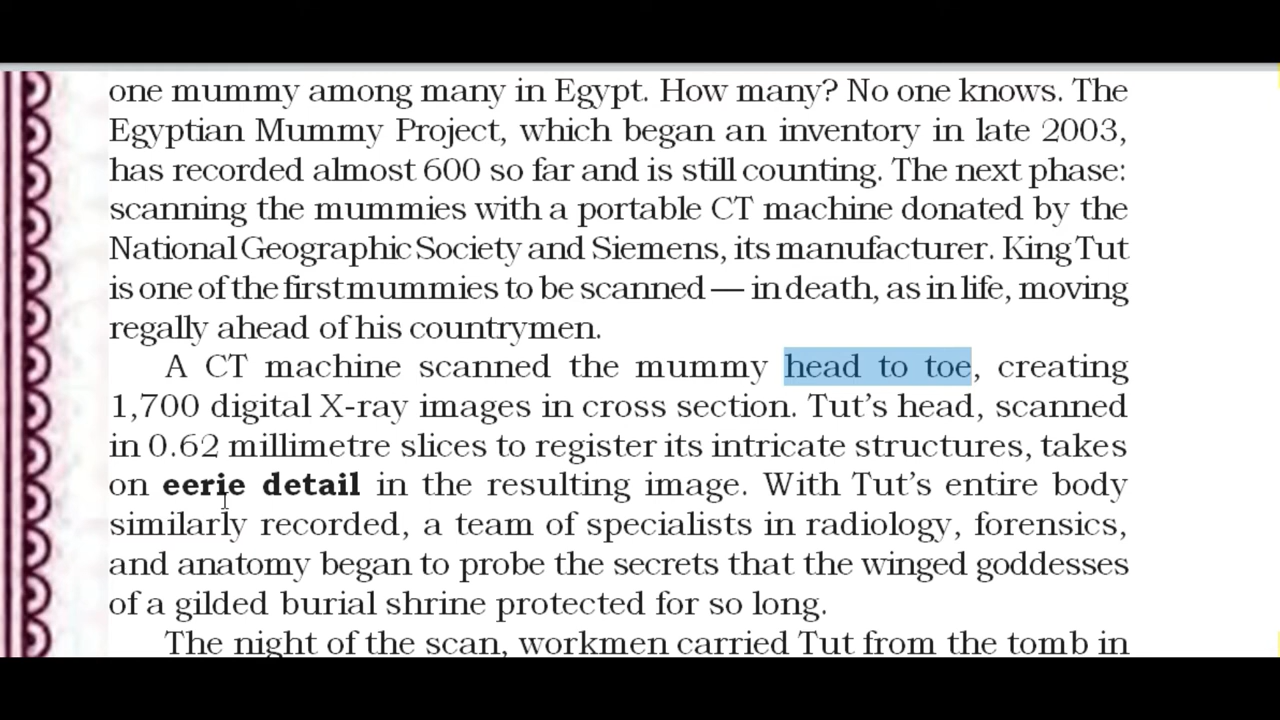 one mummy among many in Egypt. How many? No one knows. The
Egyptian Mummy Project, which began an inventory in late 2003,
has recorded almost 600 so far and is still counting. The next phase:
scanning the mummies with a portable CT machine donated by the
National Geographic Society and Siemens, its manufacturer. King Tut
is one of the first mummies to be scanned — in death, as in life, moving
regally ahead of his countrymen.
A CT machine scanned the mummy head to toe, creating
1,700 digital X-ray images in cross section. Tut's head, scanned
in 0.62 millimetre slices to register its intricate structures, takes
on eerie detail in the resulting image. With Tut's entire body
similarly recorded, a team of specialists in radiology, forensics,
and anatomy began to probe the secrets that the winged goddesses
of a gilded burial shrine protected for so long.
The night of the scan, workmen carried Tut from the tomb in